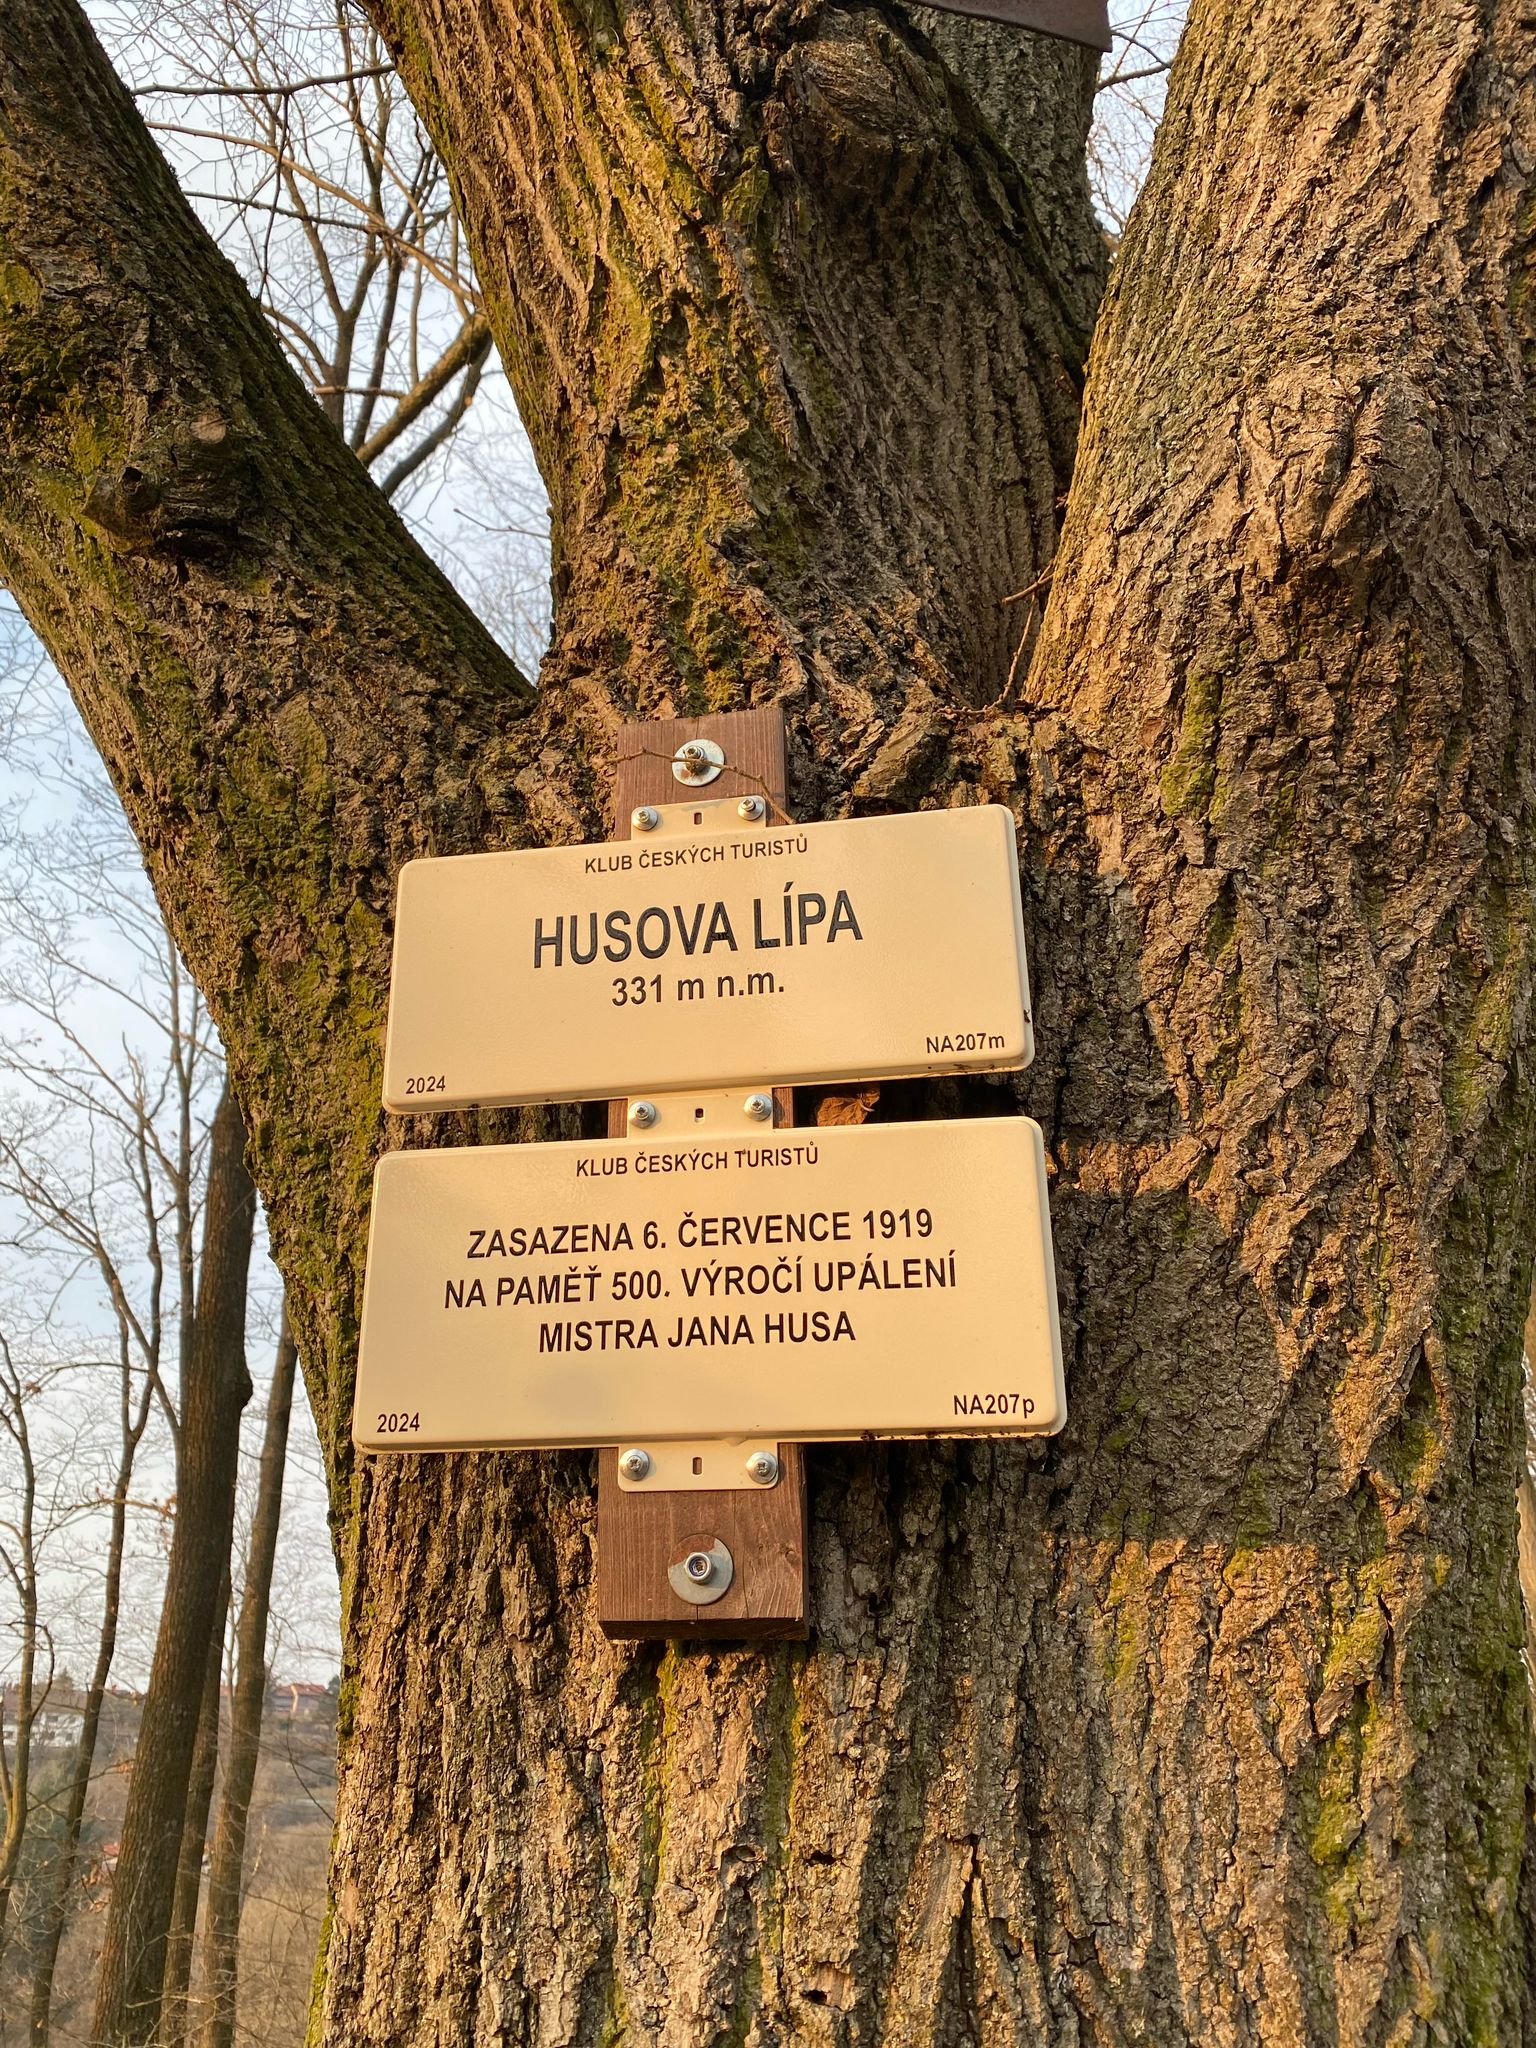 KLUB ČESKÝCH TURISTŮ
HUSOVA LÍPA
331 m n.m.
2024
NA207m
KLUB ČESKÝCH TURISTŮ
ZASAZENA 6. ČERVENCE 1919
NA PAMĚŤ 500. VÝROČÍ UPÁLENÍ
MISTRA JANA HUSA
2024
NA207p